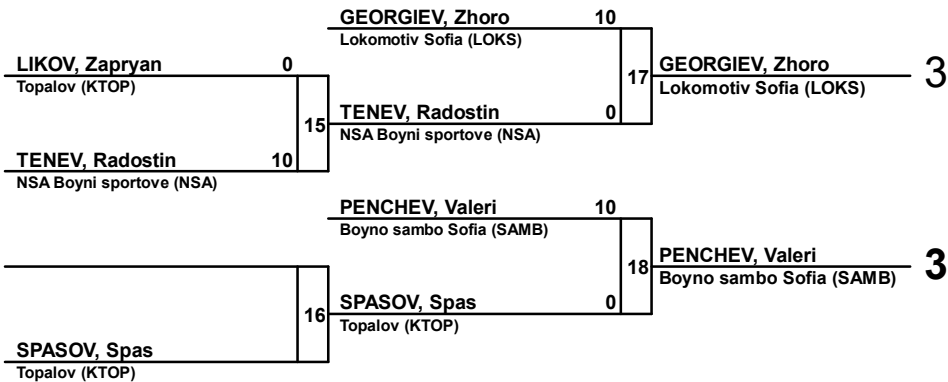 GEORGIEV, Zhoro 10
Lokomotiv Sofia (LOKS)
LIKOV, Zapryan 0
Topalov (KTOP)
17
GEORGIEV, Zhoro 3
Lokomotiv Sofia (LOKS)
15
TENEV, Radostin 0
NSA Boyni sportove (NSA)
TENEV, Radostin 10
NSA Boyni sportove (NSA)
PENCHEV, Valeri 10
Boyno sambo Sofia (SAMB)
18
PENCHEV, Valeri 3
Boyno sambo Sofia (SAMB)
16
SPASOV, Spas 0
Topalov (KTOP)
SPASOV, Spas
Topalov (KTOP)